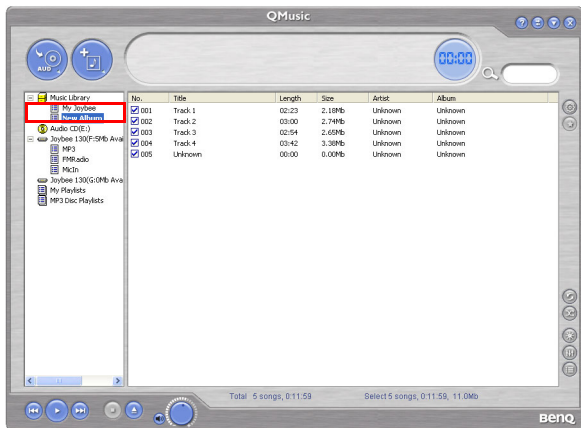 QMusic
AUD
00:00
Music Library
My Joybee
New Album
Audio CD(E:)
Joybee 130(F:5Mb Avai
MP3
FMRadio
MicIn
Joybee 130(G:0Mb Ava
My Playlists
MP3 Disc Playlists
No. Title Length Size Artist Album
001 Track 1 02:23 2.18Mb Unknown Unknown
002 Track 2 03:00 2.74Mb Unknown Unknown
003 Track 3 02:54 2.65Mb Unknown Unknown
004 Track 4 03:42 3.38Mb Unknown Unknown
005 Unknown 00:00 0.00Mb Unknown Unknown
Total 5 songs, 0:11:59 Select 5 songs, 0:11:59, 11.0Mb
BenQ